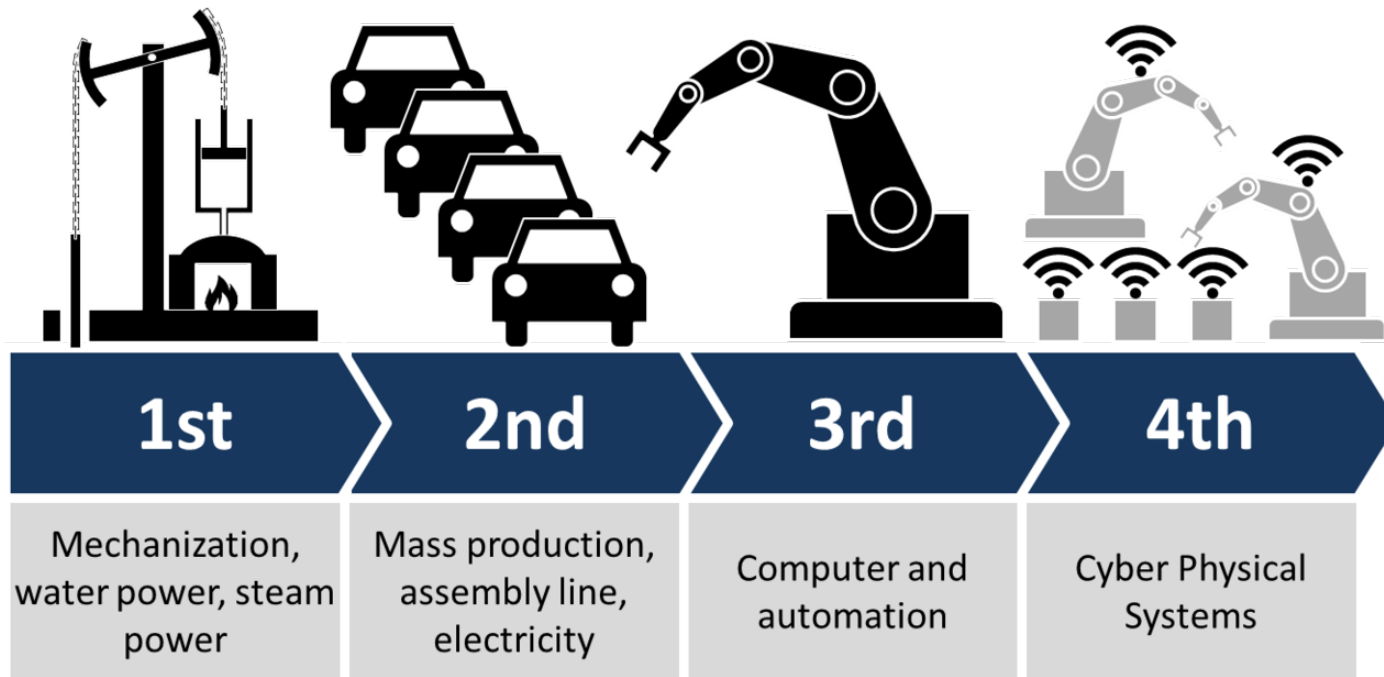 1st
2nd
3rd
4th
Mechanization,
water power, steam
power
Mass production,
assembly line,
electricity
Computer and
automation
Cyber Physical
Systems